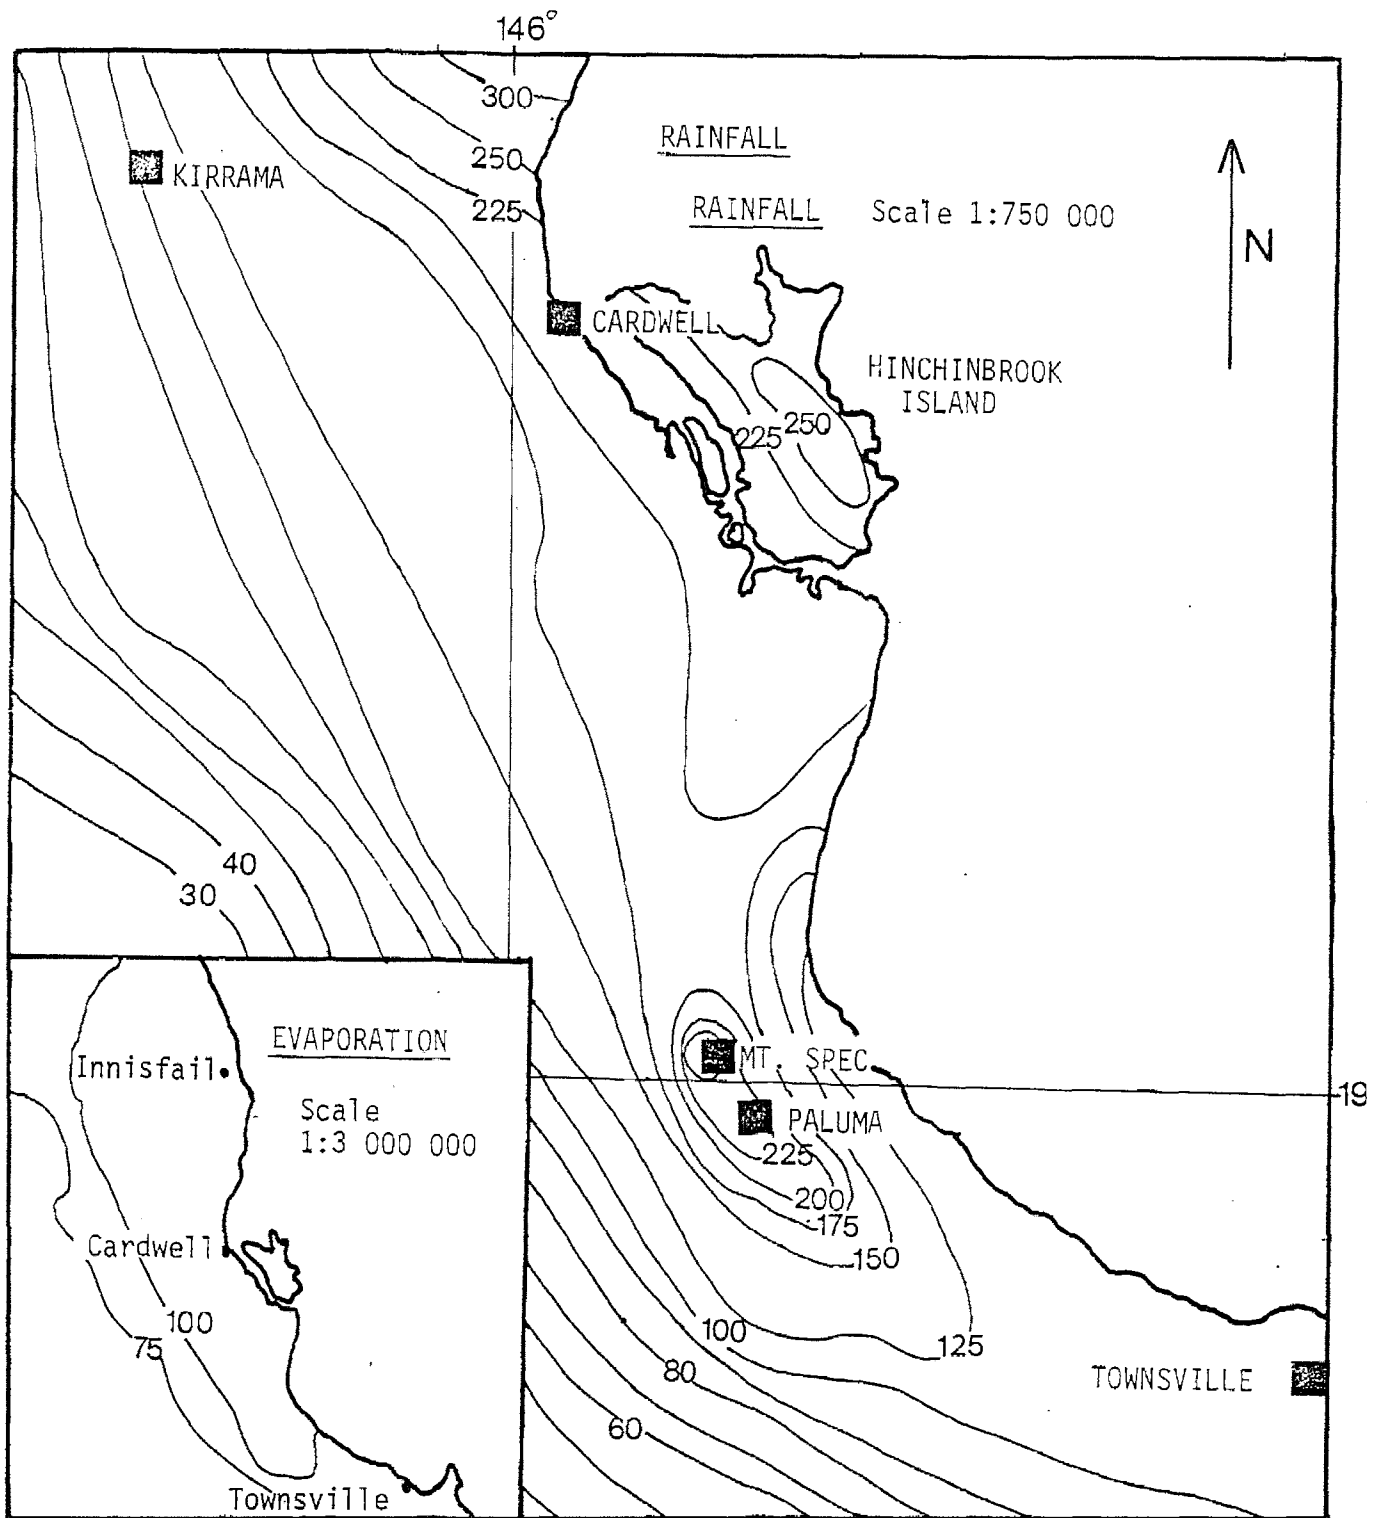 146°
300
RAINFALL
250
KIRRAMA
225
RAINFALL Scale 1:750 000
N
CARDWELL
HINCHINBROOK
ISLAND
225 250
40
30
EVAPORATION
Innisfail
Scale
1:3 000 000
MT. SPEC
19
PALUMA
225
200
175
150
Cardwell
100
75
100
125
80
TOWNSVILLE
60
Townsville